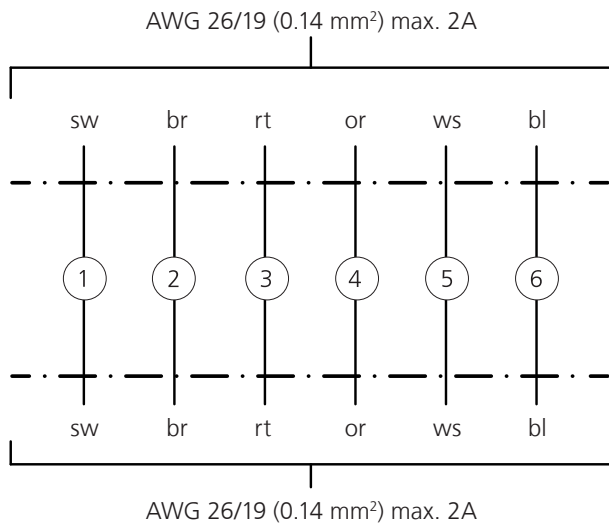 AWG 26/19 (0.14 mm²) max. 2A
sw br rt or ws bl
1 2 3 4 5 6
sw br rt or ws bl
AWG 26/19 (0.14 mm²) max. 2A